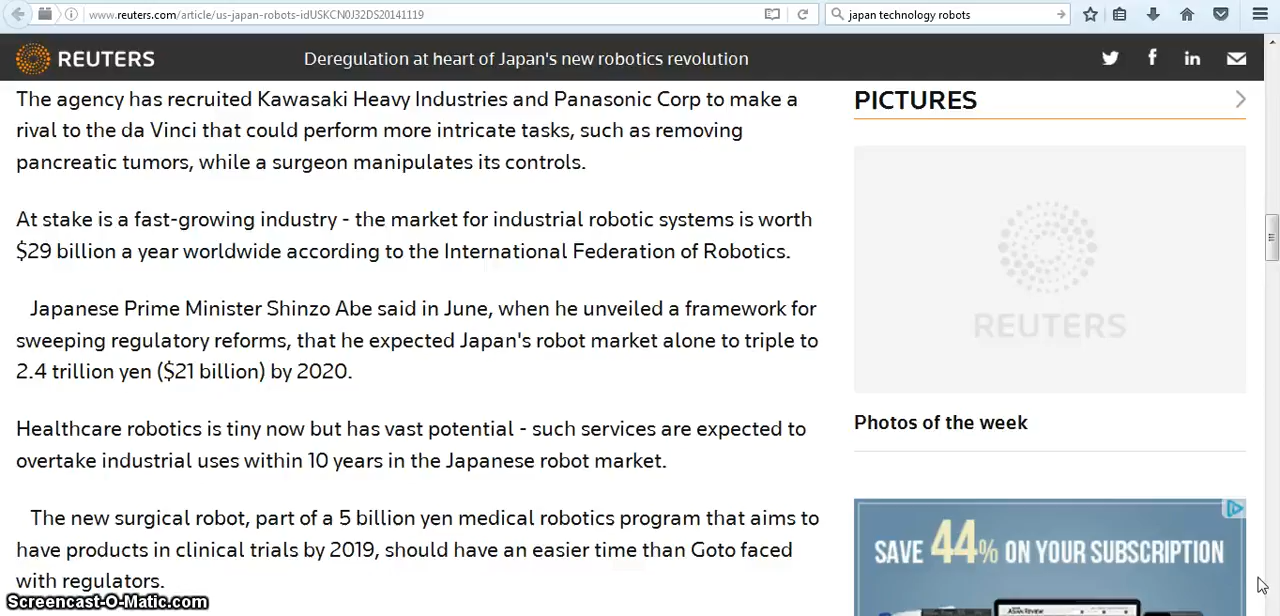 www.reuters.com/article/us-japan-robots-idUSKCN0J32DS20141119
japan technology robots
REUTERS
Deregulation at heart of Japan's new robotics revolution
The agency has recruited Kawasaki Heavy Industries and Panasonic Corp to make a
rival to the da Vinci that could perform more intricate tasks, such as removing
pancreatic tumors, while a surgeon manipulates its controls.
At stake is a fast-growing industry - the market for industrial robotic systems is worth
$29 billion a year worldwide according to the International Federation of Robotics.
Japanese Prime Minister Shinzo Abe said in June, when he unveiled a framework for
sweeping regulatory reforms, that he expected Japan's robot market alone to triple to
2.4 trillion yen ($21 billion) by 2020.
Healthcare robotics is tiny now but has vast potential - such services are expected to
overtake industrial uses within 10 years in the Japanese robot market.
The new surgical robot, part of a 5 billion yen medical robotics program that aims to
have products in clinical trials by 2019, should have an easier time than Goto faced
with regulators.
PICTURES
REUTERS
Photos of the week
SAVE 44% ON YOUR SUBSCRIPTION
ASIAN REVIEW
Screencast-O-Matic.com